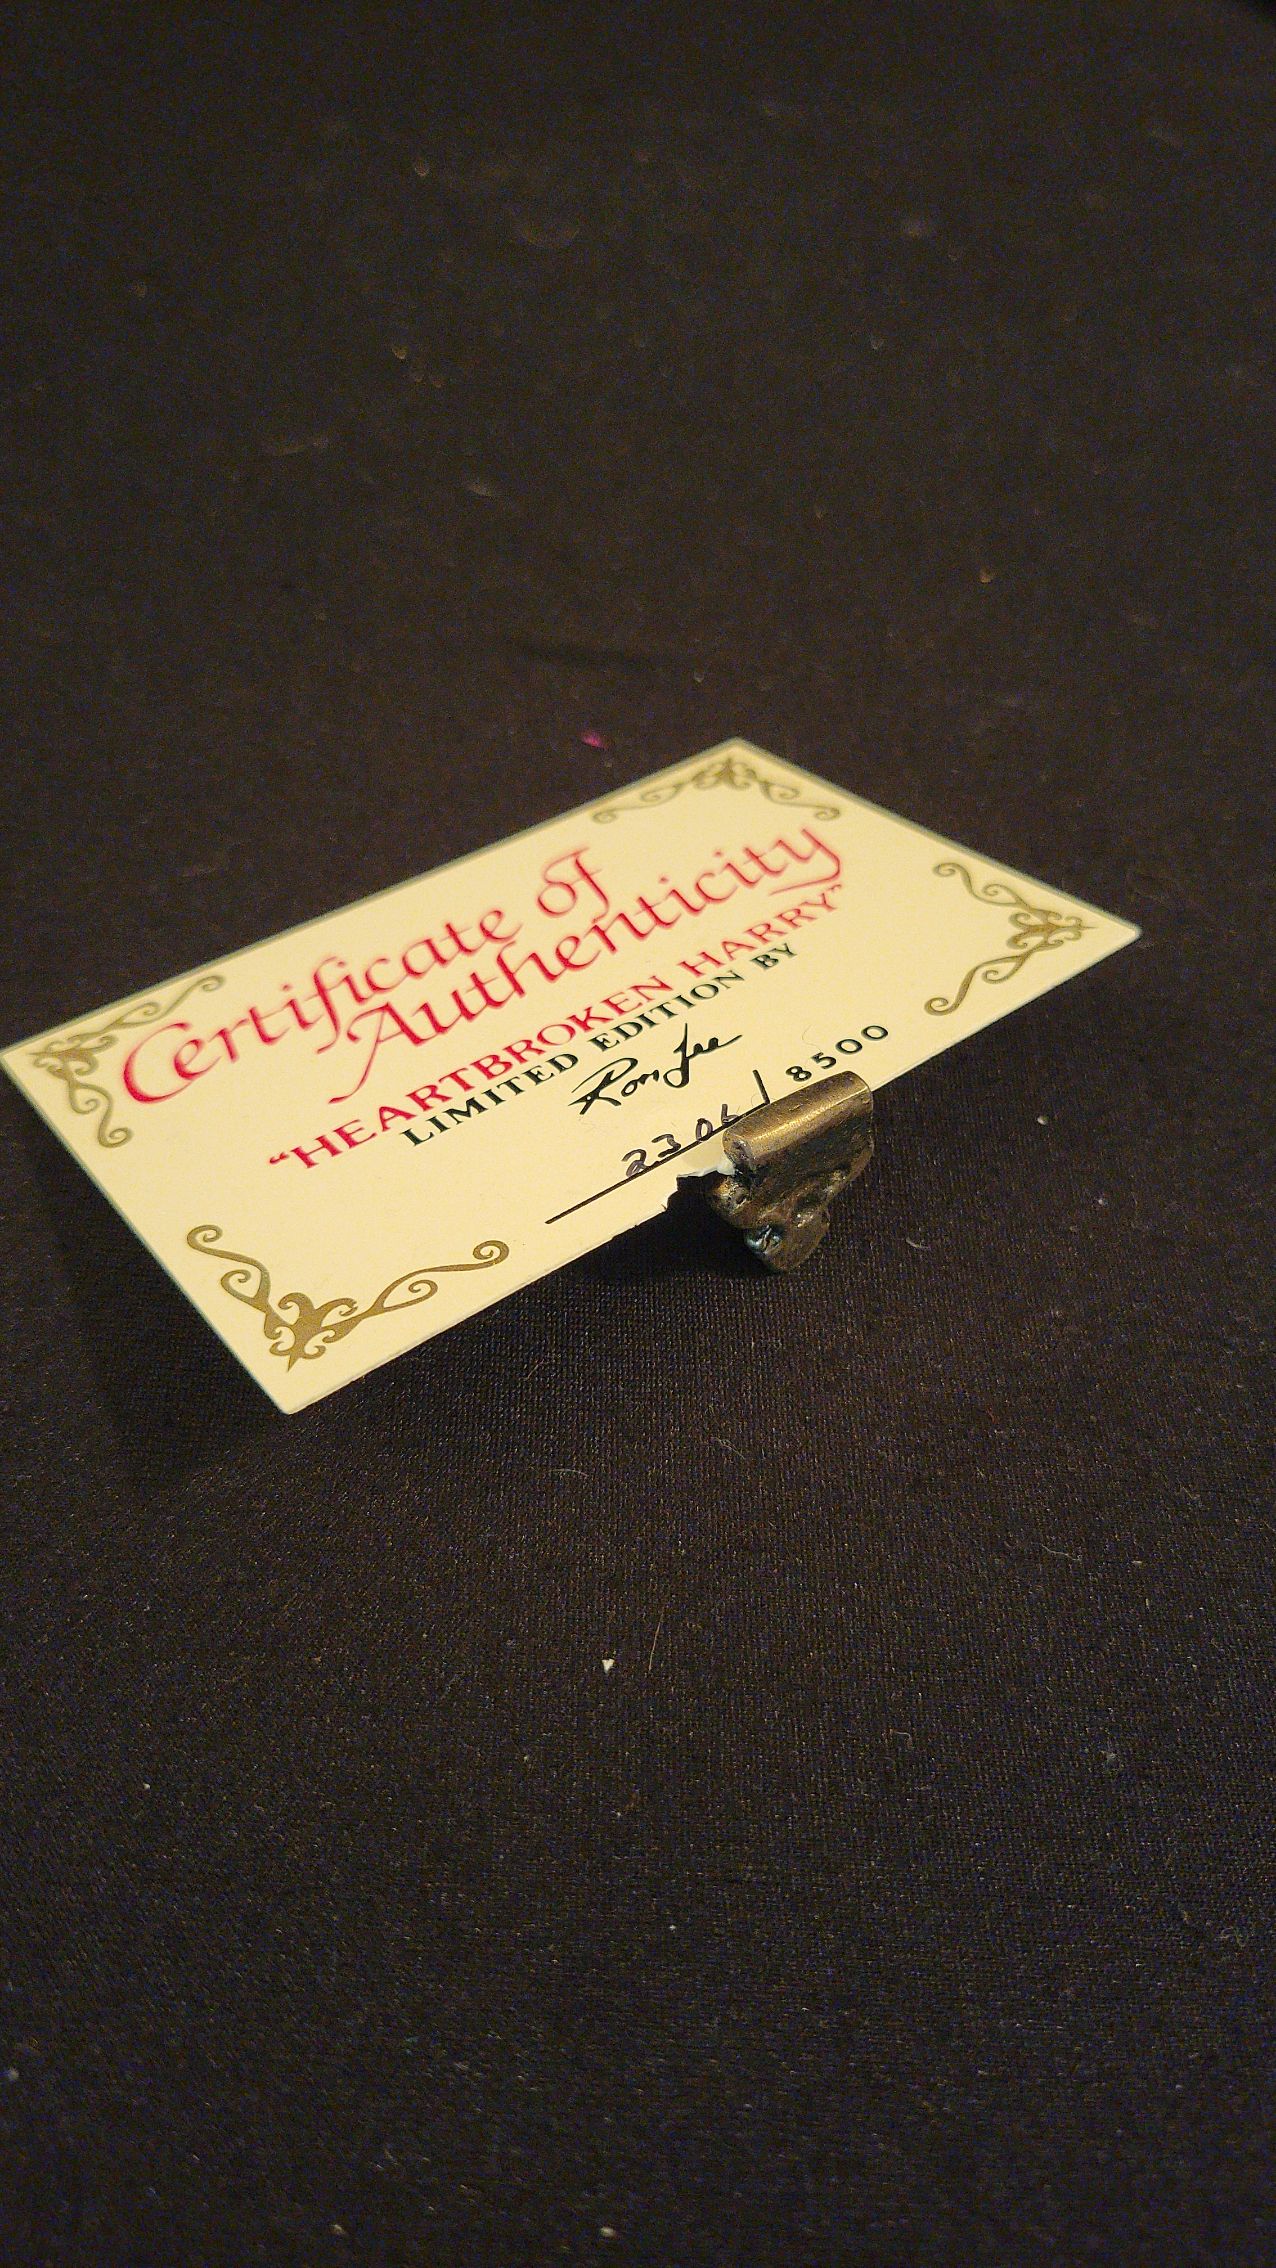 Certificate of
Authenticity
"HEARTBROKEN HARRY"
LIMITED EDITION BY
Ron Lee
2306 / 8500